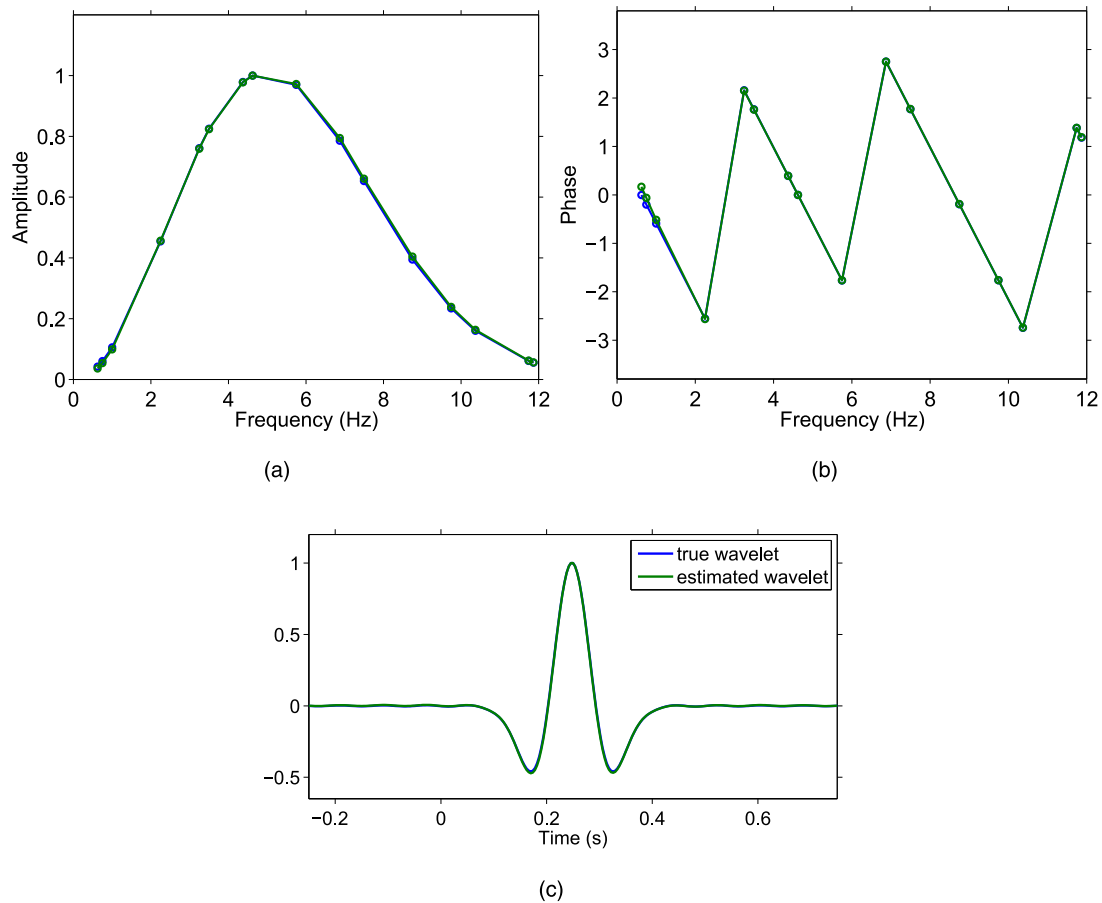 Amplitude
1
0.8
0.6
0.4
0.2
0
0 2 4 6 8 10 12
Frequency (Hz)
(a)
Phase
3
2
1
0
−1
−2
−3
0 2 4 6 8 10 12
Frequency (Hz)
(b)
true wavelet
estimated wavelet
1
0.5
0
−0.5
−0.2 0 0.2 0.4 0.6
Time (s)
(c)